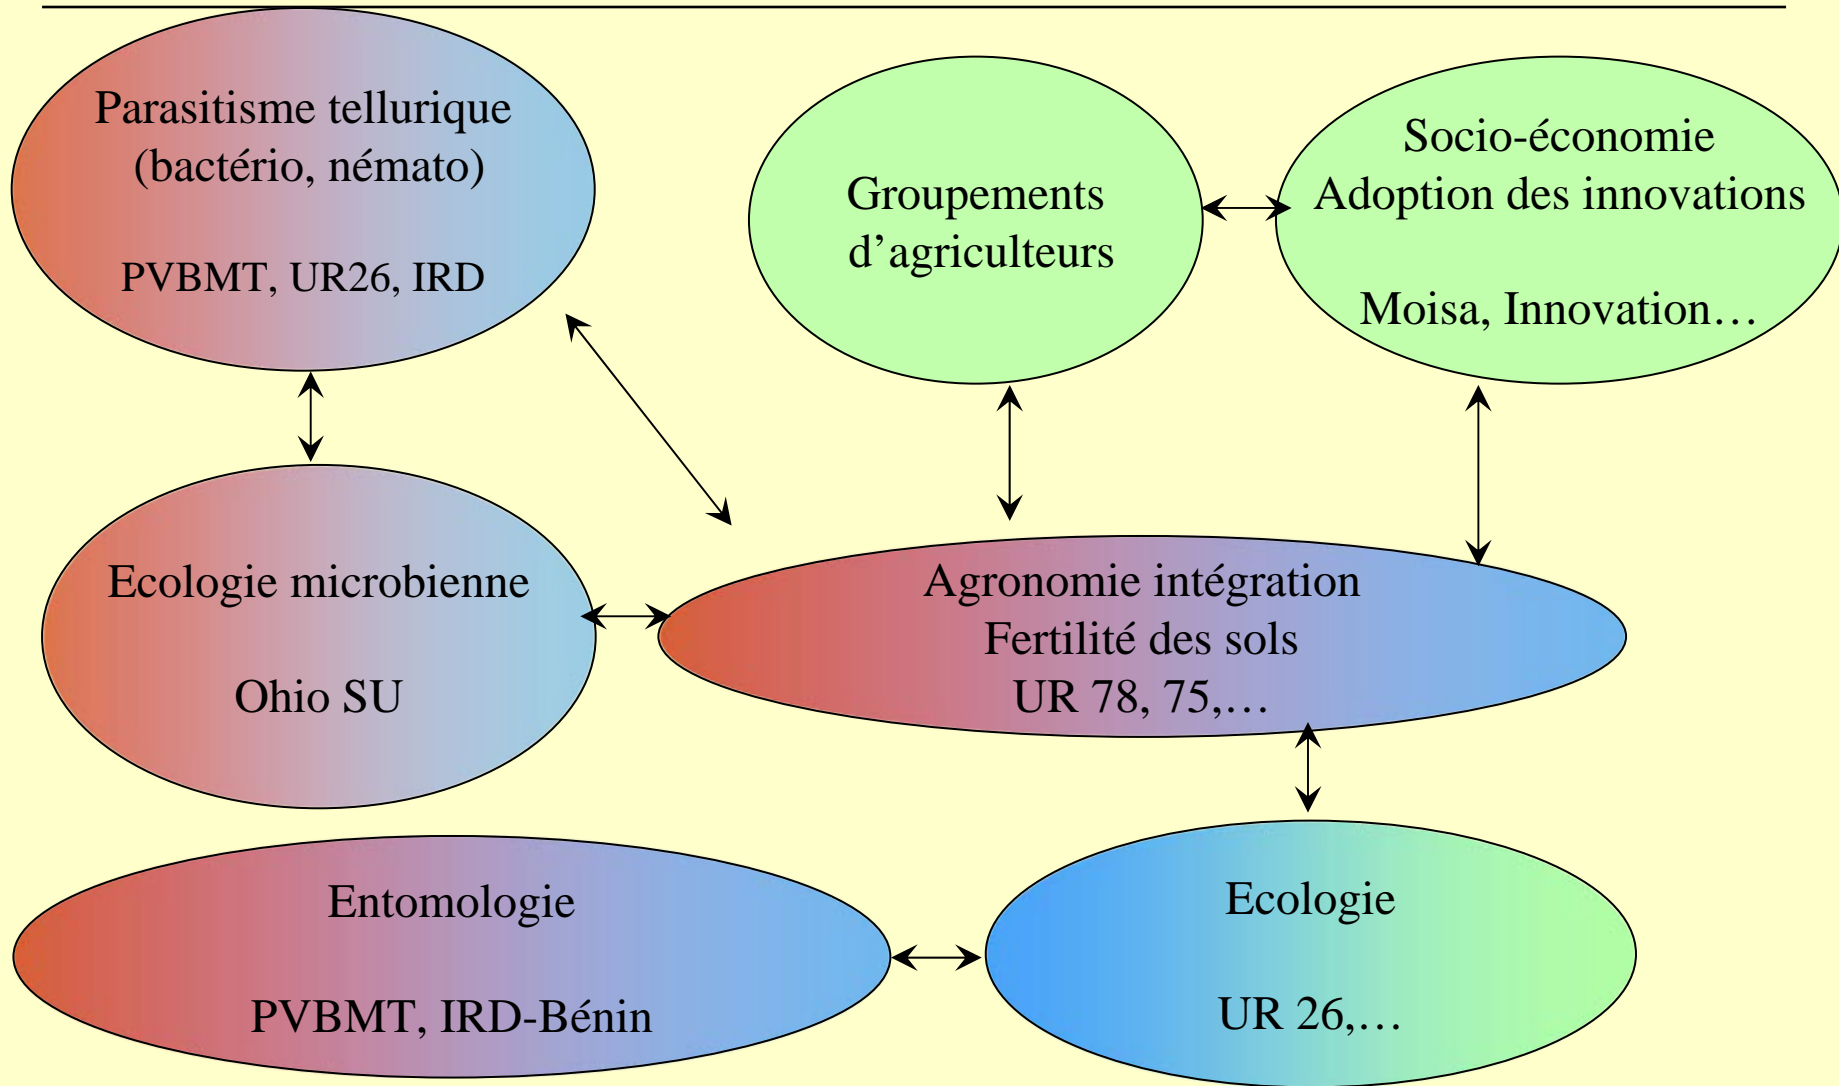 Parasitisme tellurique
(bactério, némato)
PVBMT, UR26, IRD
Groupements
d’agriculteurs
Socio-économie
Adoption des innovations
Moisa, Innovation…
Ecologie microbienne
Ohio SU
Agronomie intégration
Fertilité des sols
UR 78, 75,…
Entomologie
PVBMT, IRD-Bénin
Ecologie
UR 26,…